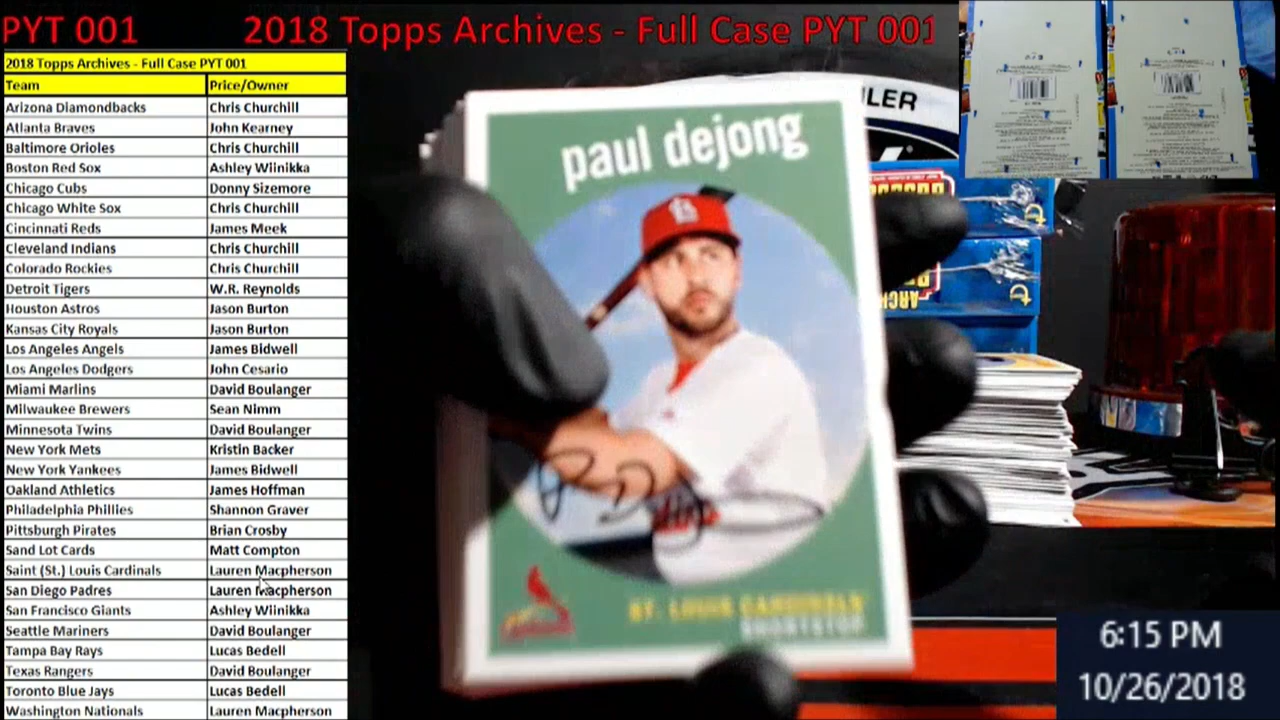 PYT 001 2018 Topps Archives - Full Case PYT 001
2018 Topps Archives - Full Case PYT 001
Team Price/Owner
Arizona Diamondbacks Chris Churchill
Atlanta Braves John Kearney
Baltimore Orioles Chris Churchill
Boston Red Sox Ashley Wiinikka
Chicago Cubs Donny Sizemore
Chicago White Sox Chris Churchill
Cincinnati Reds James Meek
Cleveland Indians Chris Churchill
Colorado Rockies Chris Churchill
Detroit Tigers W.R. Reynolds
Houston Astros Jason Burton
Kansas City Royals Jason Burton
Los Angeles Angels James Bidwell
Los Angeles Dodgers John Cesario
Miami Marlins David Boulanger
Milwaukee Brewers Sean Nimm
Minnesota Twins David Boulanger
New York Mets Kristin Backer
New York Yankees James Bidwell
Oakland Athletics James Hoffman
Philadelphia Phillies Shannon Graver
Pittsburgh Pirates Brian Crosby
Sand Lot Cards Matt Compton
Saint (St.) Louis Cardinals Lauren Macpherson
San Diego Padres Lauren Macpherson
San Francisco Giants Ashley Wiinikka
Seattle Mariners David Boulanger
Tampa Bay Rays Lucas Bedell
Texas Rangers David Boulanger
Toronto Blue Jays Lucas Bedell
Washington Nationals Lauren Macpherson
paul dejong
ST. LOUIS CARDINALS
SHORTSTOP
6:15 PM
10/26/2018